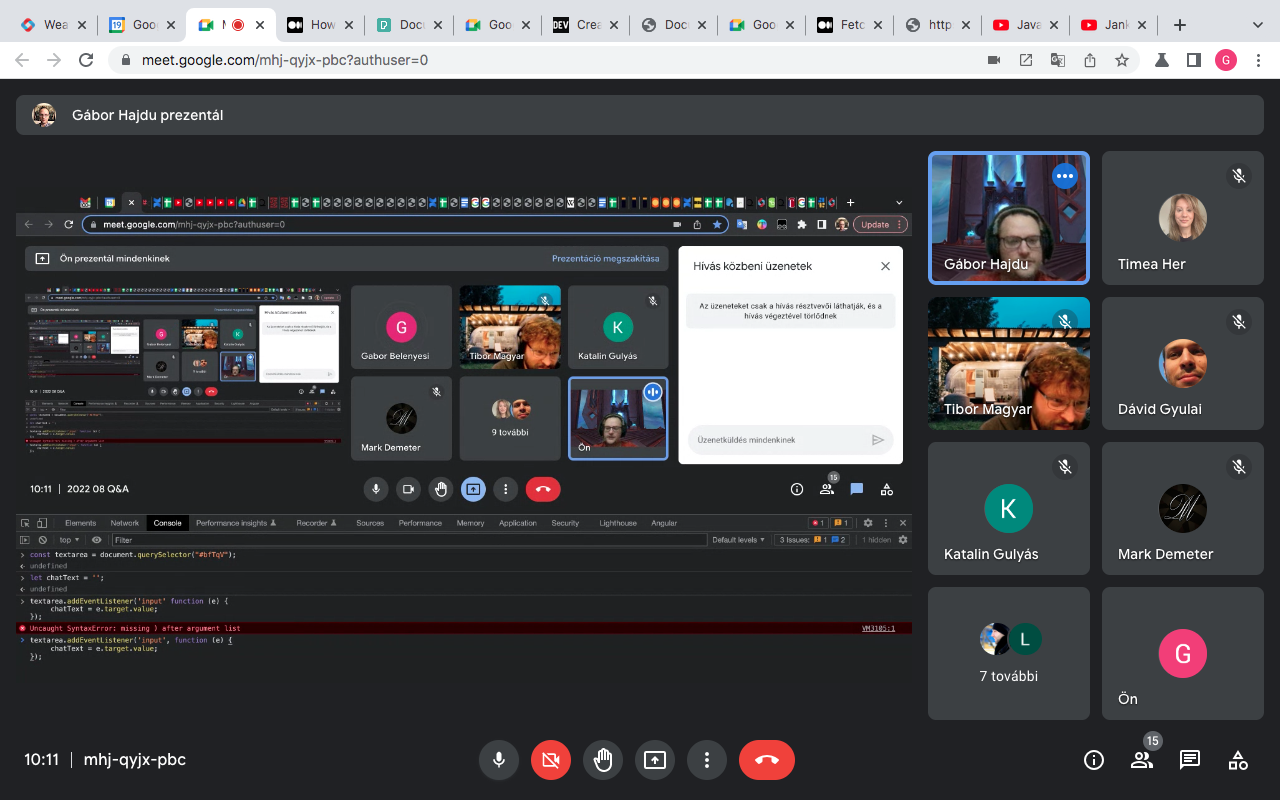 Wea
Goo
M
How
Docu
Goo
DEV
Crea
Doc
Goo
Fetc
http
Java
Jank
meet.google.com/mhj-qyjx-pbc?authuser=0
G
Gábor Hajdu prezentál
meet.google.com/mhj-qyjx-pbc?authuser=0
Update
Ön prezentál mindenkinek
Prezentáció megszakítása
Hívás közbeni üzenetek
Az üzeneteket csak a hívás résztvevői láthatják, és a
hívás végeztével törlődnek
G
Gabor Belenyesi
Tibor Magyar
K
Katalin Gulyás
Mark Demeter
9 további
Ön
Üzenetküldés mindenkinek
10:11 | 2022 08 Q&A
15
Elements
Network
Console
Performance insights
Recorder
Sources
Performance
Memory
Application
Security
Lighthouse
Angular
1
1
top
Filter
Default levels
3 Issues:
1
2
1 hidden
const textarea = document.querySelector("#bfTqV");
undefined
let chatText = '';
undefined
textarea.addEventListener('input' function (e) {
chatText = e.target.value;
});
Uncaught SyntaxError: missing ) after argument list
VM3105:1
textarea.addEventListener('input', function (e) {
chatText = e.target.value;
});
Gábor Hajdu
Timea Her
Tibor Magyar
Dávid Gyulai
K
Katalin Gulyás
Mark Demeter
L
7 további
G
Ön
10:11 | mhj-qyjx-pbc
15